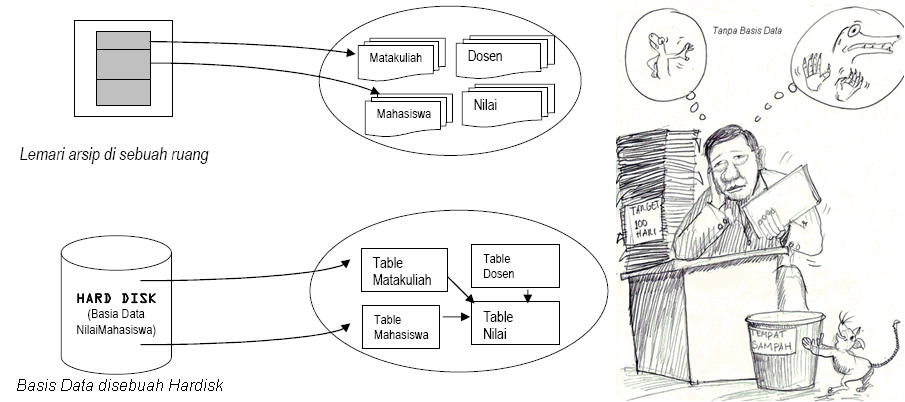 Matakuliah
Dosen
Mahasiswa
Nilai
Lemari arsip di sebuah ruang
HARD DISK
(Basia Data
NilaiMahasiswa)
Table
Matakuliah
Table
Dosen
Table
Mahasiswa
Table
Nilai
Basis Data disebuah Hardisk
Tanpa Basis Data
TARGET
100
HARI
TEMPAT
SAMPAH